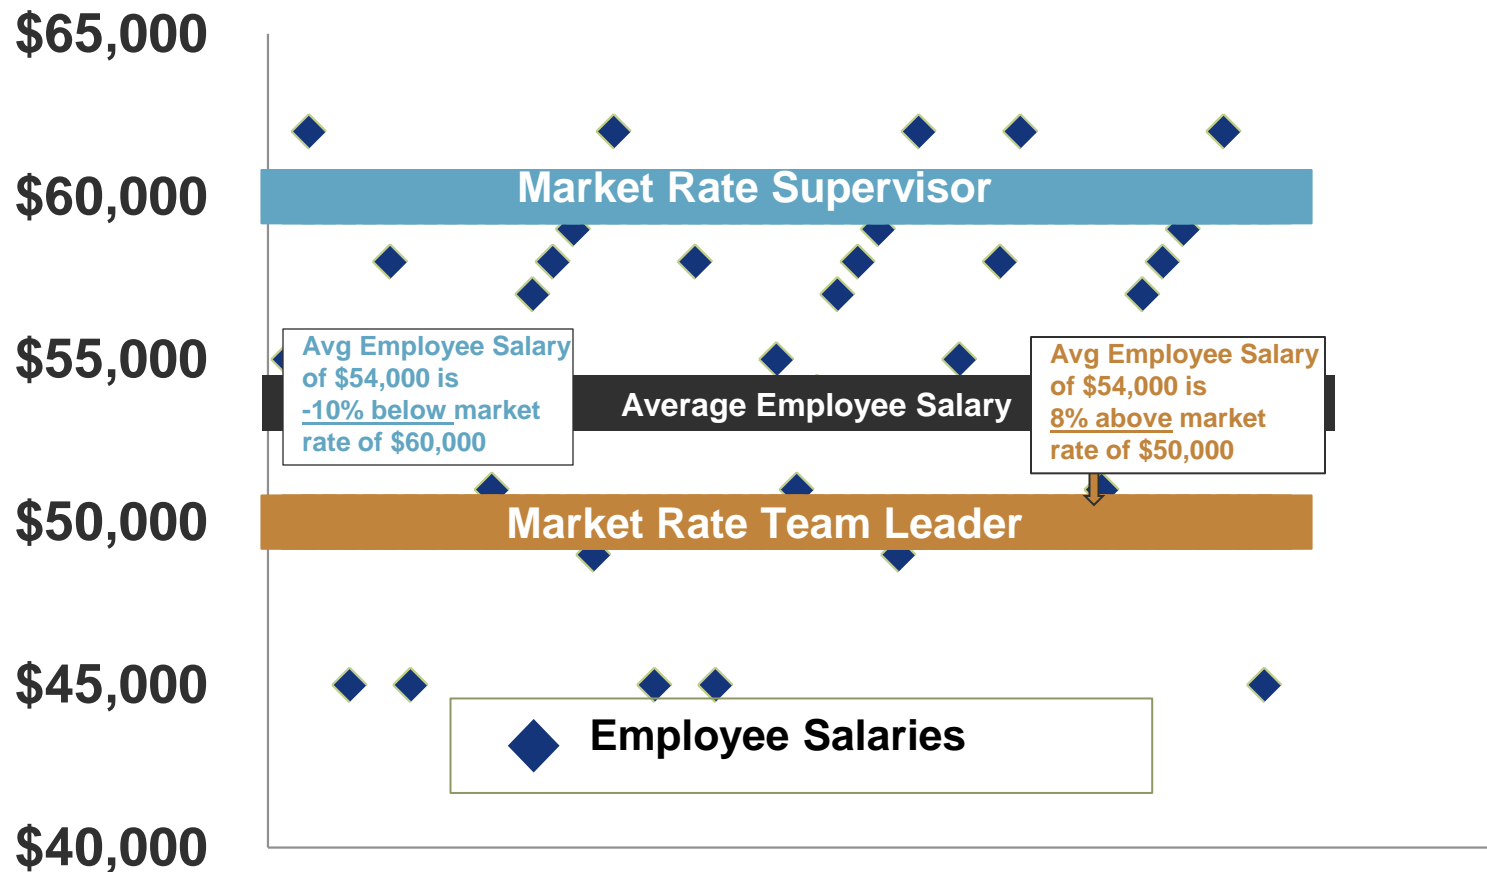 $65,000
$60,000
Market Rate Supervisor
$55,000
Avg Employee Salary
of $54,000 is
-10% below market
rate of $60,000
Average Employee Salary
Avg Employee Salary
of $54,000 is
8% above market
rate of $50,000
$50,000
Market Rate Team Leader
$45,000
Employee Salaries
$40,000